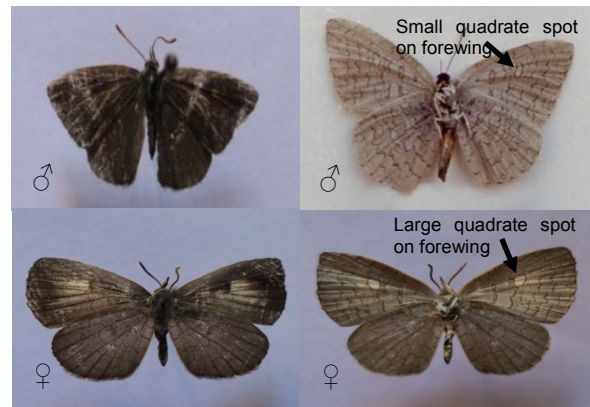 Small quadrate spot
on forewing
♂
♂
Large quadrate spot
on forewing
♀
♀